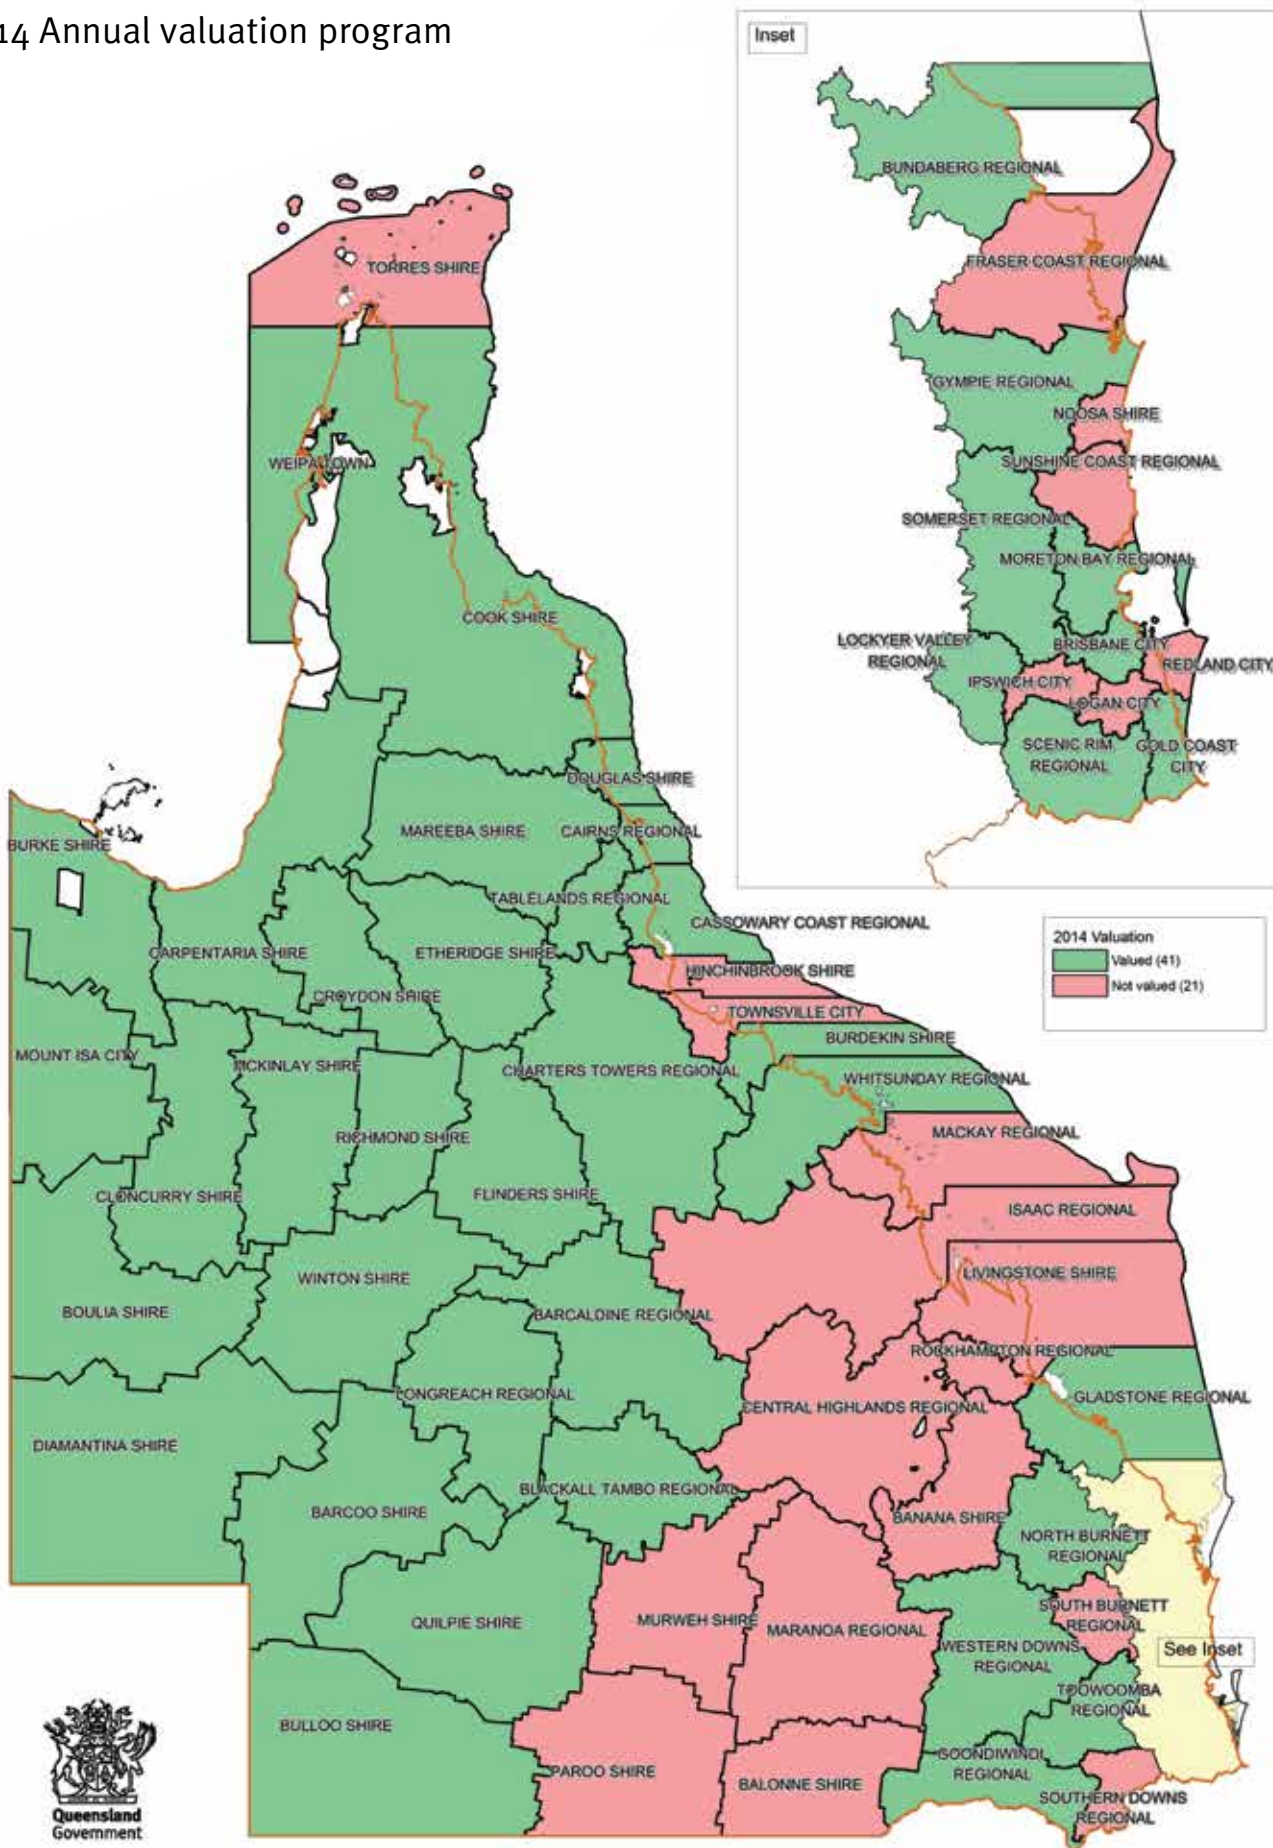 14 Annual valuation program
Inset
BUNDABERG REGIONAL
FRASER COAST REGIONAL
GYMPIE REGIONAL
NOOSA SHIRE
SUNSHINE COAST REGIONAL
SOMERSET REGIONAL
MORETON BAY REGIONAL
LOCKYER VALLEY
REGIONAL
BRISBANE CITY
REDLAND CITY
IPSWICH CITY
LOGAN CITY
SCENIC RIM
REGIONAL
GOLD COAST
CITY
2014 Valuation
Valued (41)
Not valued (21)
TORRES SHIRE
WEIPA TOWN
COOK SHIRE
DOUGLAS SHIRE
MAREEBA SHIRE
CAIRNS REGIONAL
BURKE SHIRE
TABLELANDS REGIONAL
CASSOWARY COAST REGIONAL
CARPENTARIA SHIRE
ETHERIDGE SHIRE
HINCHINBROOK SHIRE
CROYDON SHIRE
TOWNSVILLE CITY
BURDEKIN SHIRE
MOUNT ISA CITY
MCKINLAY SHIRE
CHARTERS TOWERS REGIONAL
WHITSUNDAY REGIONAL
RICHMOND SHIRE
MACKAY REGIONAL
CLONCURRY SHIRE
FLINDERS SHIRE
ISAAC REGIONAL
WINTON SHIRE
LIVINGSTONE SHIRE
BOULIA SHIRE
BARCALDINE REGIONAL
ROCKHAMPTON REGIONAL
LONGREACH REGIONAL
CENTRAL HIGHLANDS REGIONAL
GLADSTONE REGIONAL
DIAMANTINA SHIRE
BLACKALL TAMBO REGIONAL
BARCOO SHIRE
BANANA SHIRE
NORTH BURNETT
REGIONAL
QUILPIE SHIRE
MURWEH SHIRE
MARANOA REGIONAL
SOUTH BURNETT
REGIONAL
WESTERN DOWNS
REGIONAL
See Inset
TOOWOOMBA
REGIONAL
BULLOO SHIRE
PAROO SHIRE
BALONNE SHIRE
GOONDIWINDI
REGIONAL
SOUTHERN DOWNS
REGIONAL
Queensland
Government